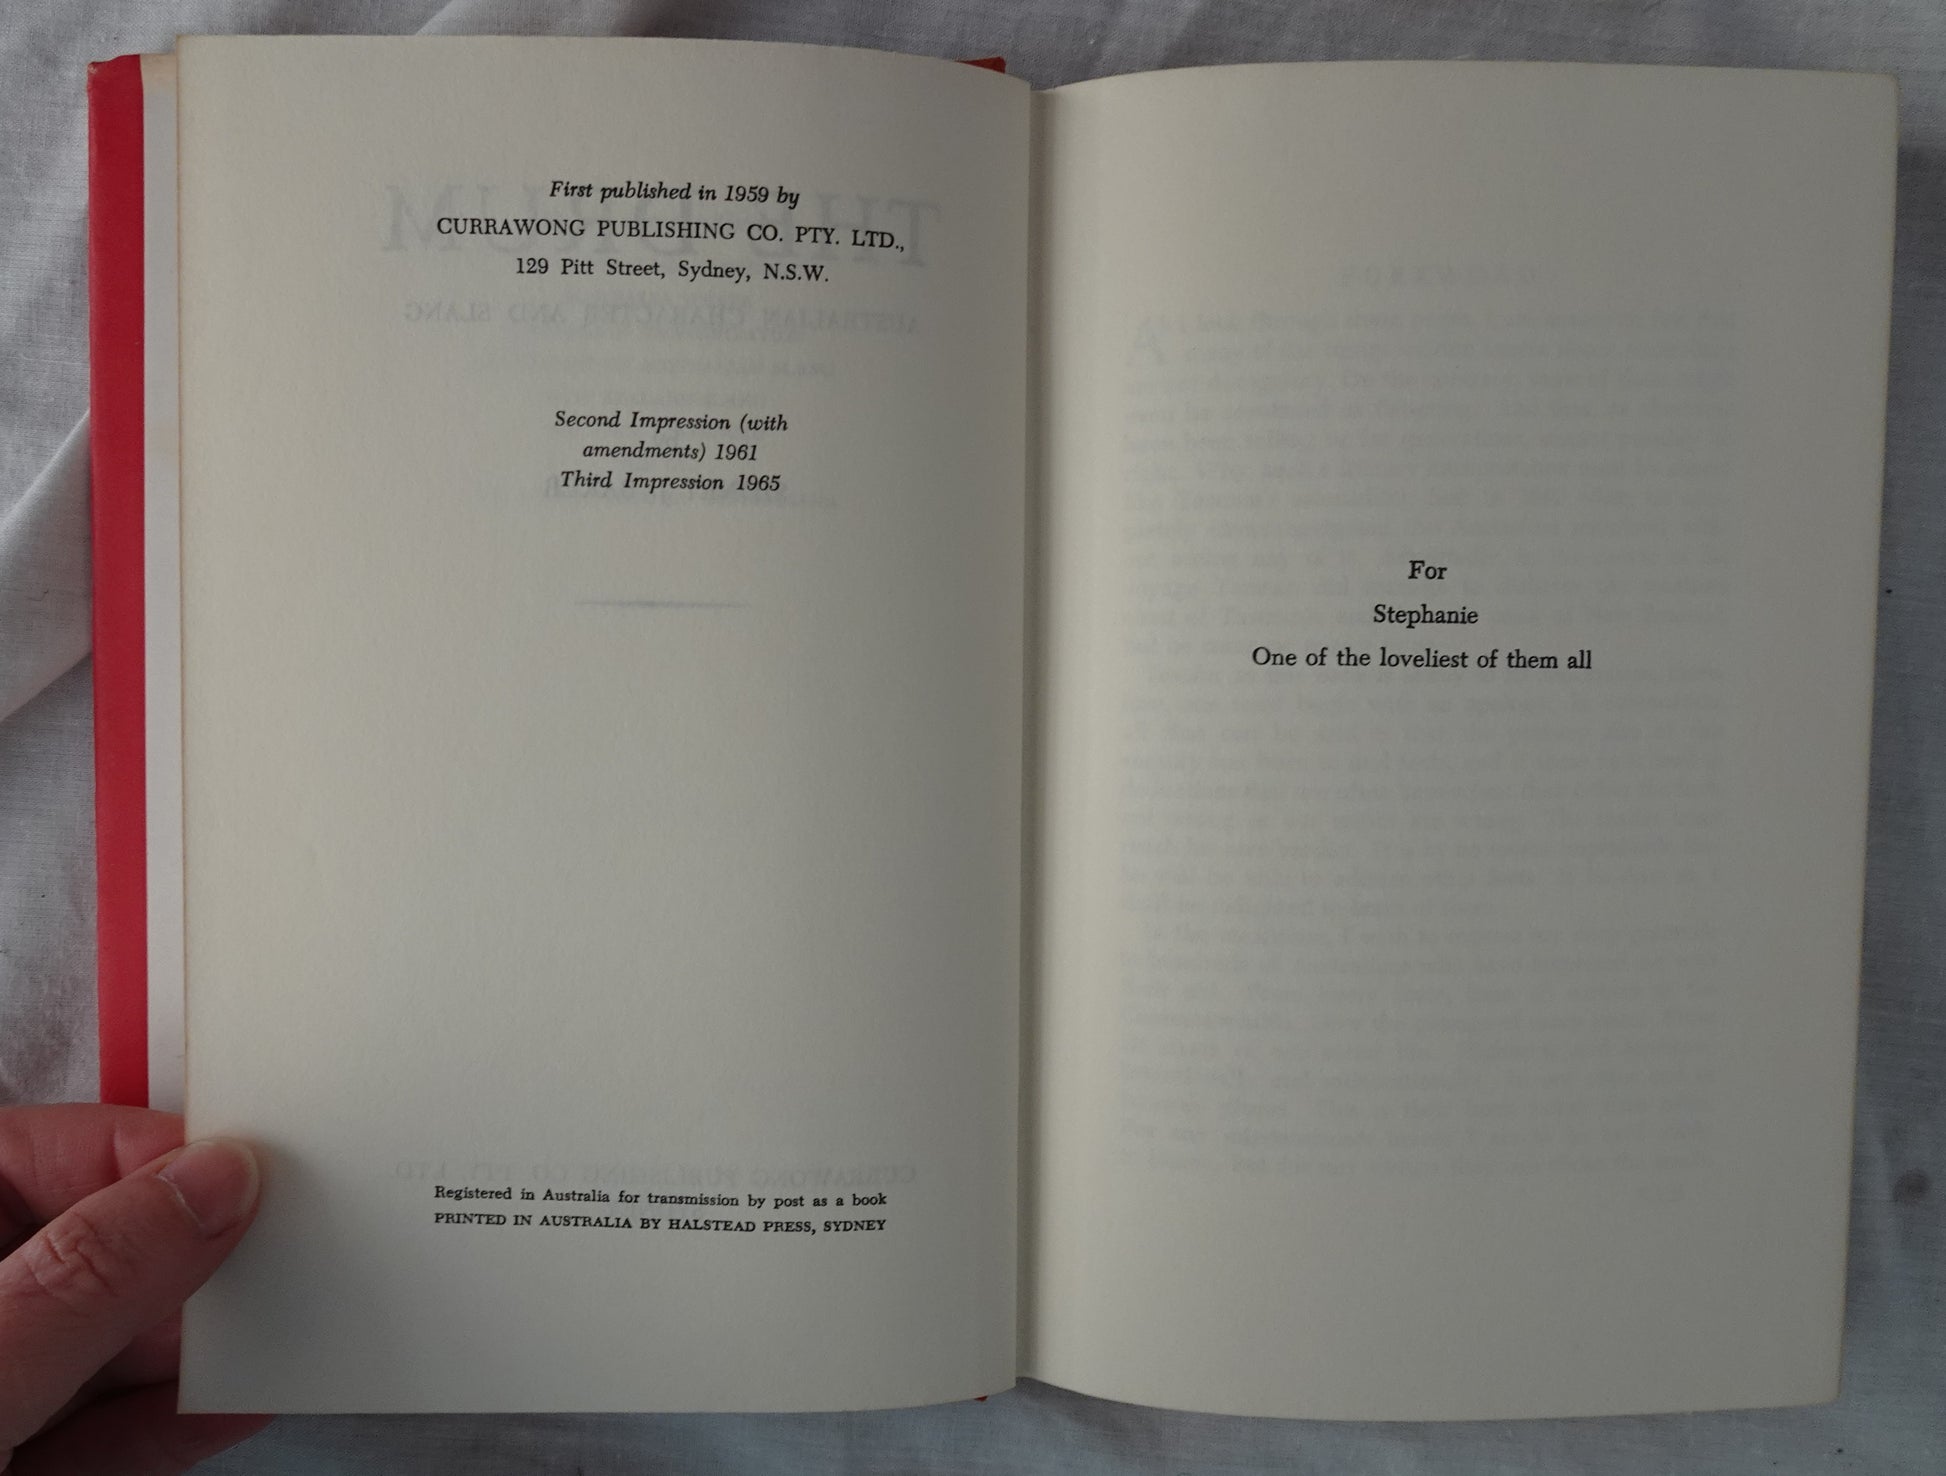 First published in 1959 by
CURRAWONG PUBLISHING CO. PTY. LTD.,
129 Pitt Street, Sydney, N.S.W.
Second Impression (with
amendments) 1961
Third Impression 1965
Registered in Australia for transmission by post as a book
PRINTED IN AUSTRALIA BY HALSTEAD PRESS, SYDNEY
For
Stephanie
One of the loveliest of them all